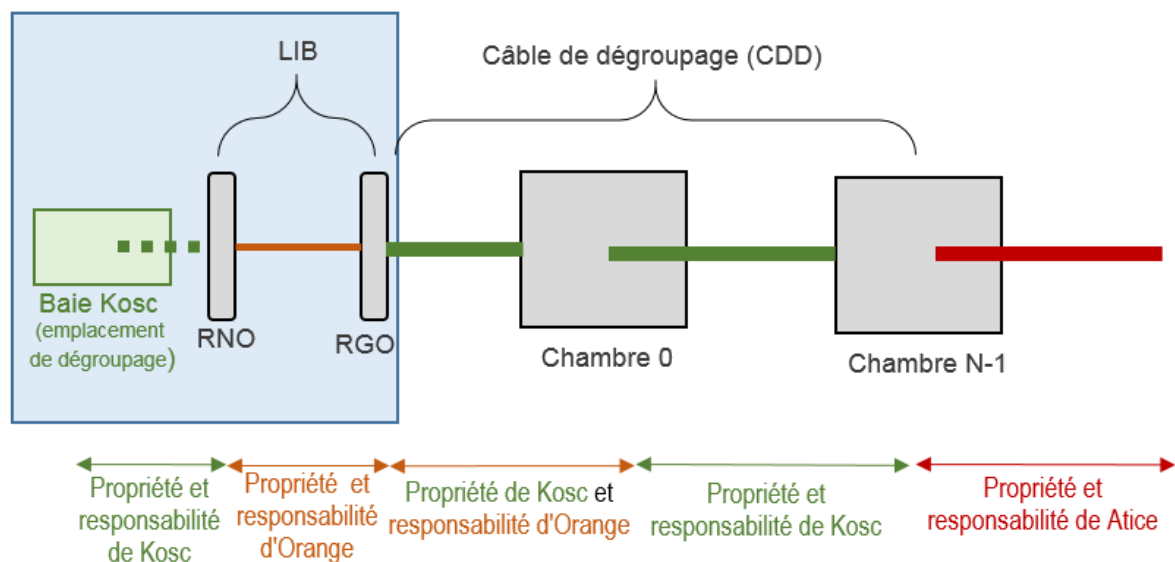 LIB
Câble de dégroupage (CDD)
Baie Kosc
(emplacement
de dégroupage)
RNO
RGO
Chambre 0
Chambre N-1
Propriété et
responsabilité
de Kosc
Propriété et
responsabilité
d'Orange
Propriété de Kosc et
responsabilité d'Orange
Propriété et
responsabilité de Kosc
Propriété et
responsabilité de Atice